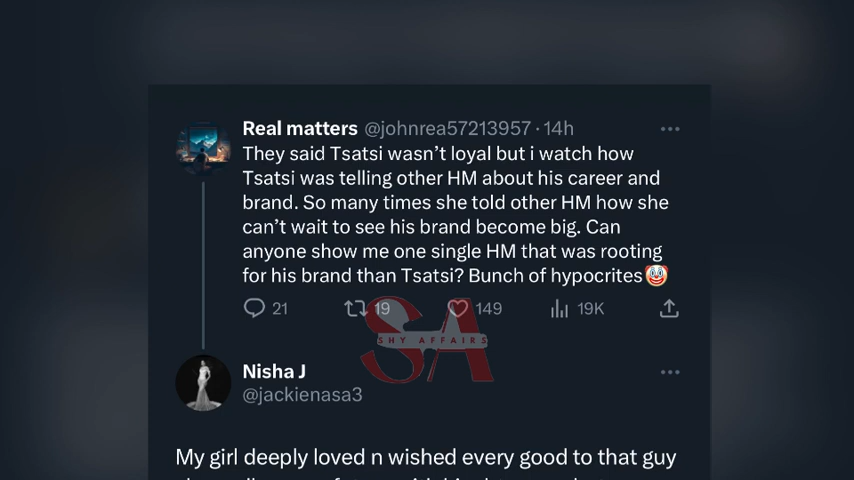 Real matters @johnrea57213957 · 14h
They said Tsatsi wasn't loyal but i watch how
Tsatsi was telling other HM about his career and
brand. So many times she told other HM how she
can't wait to see his brand become big. Can
anyone show me one single HM that was rooting
for his brand than Tsatsi? Bunch of hypocrites🤡
21 19 149 19K
SA
SHY AFFAIRS
Nisha J
@jackienasa3
My girl deeply loved n wished every good to that guy